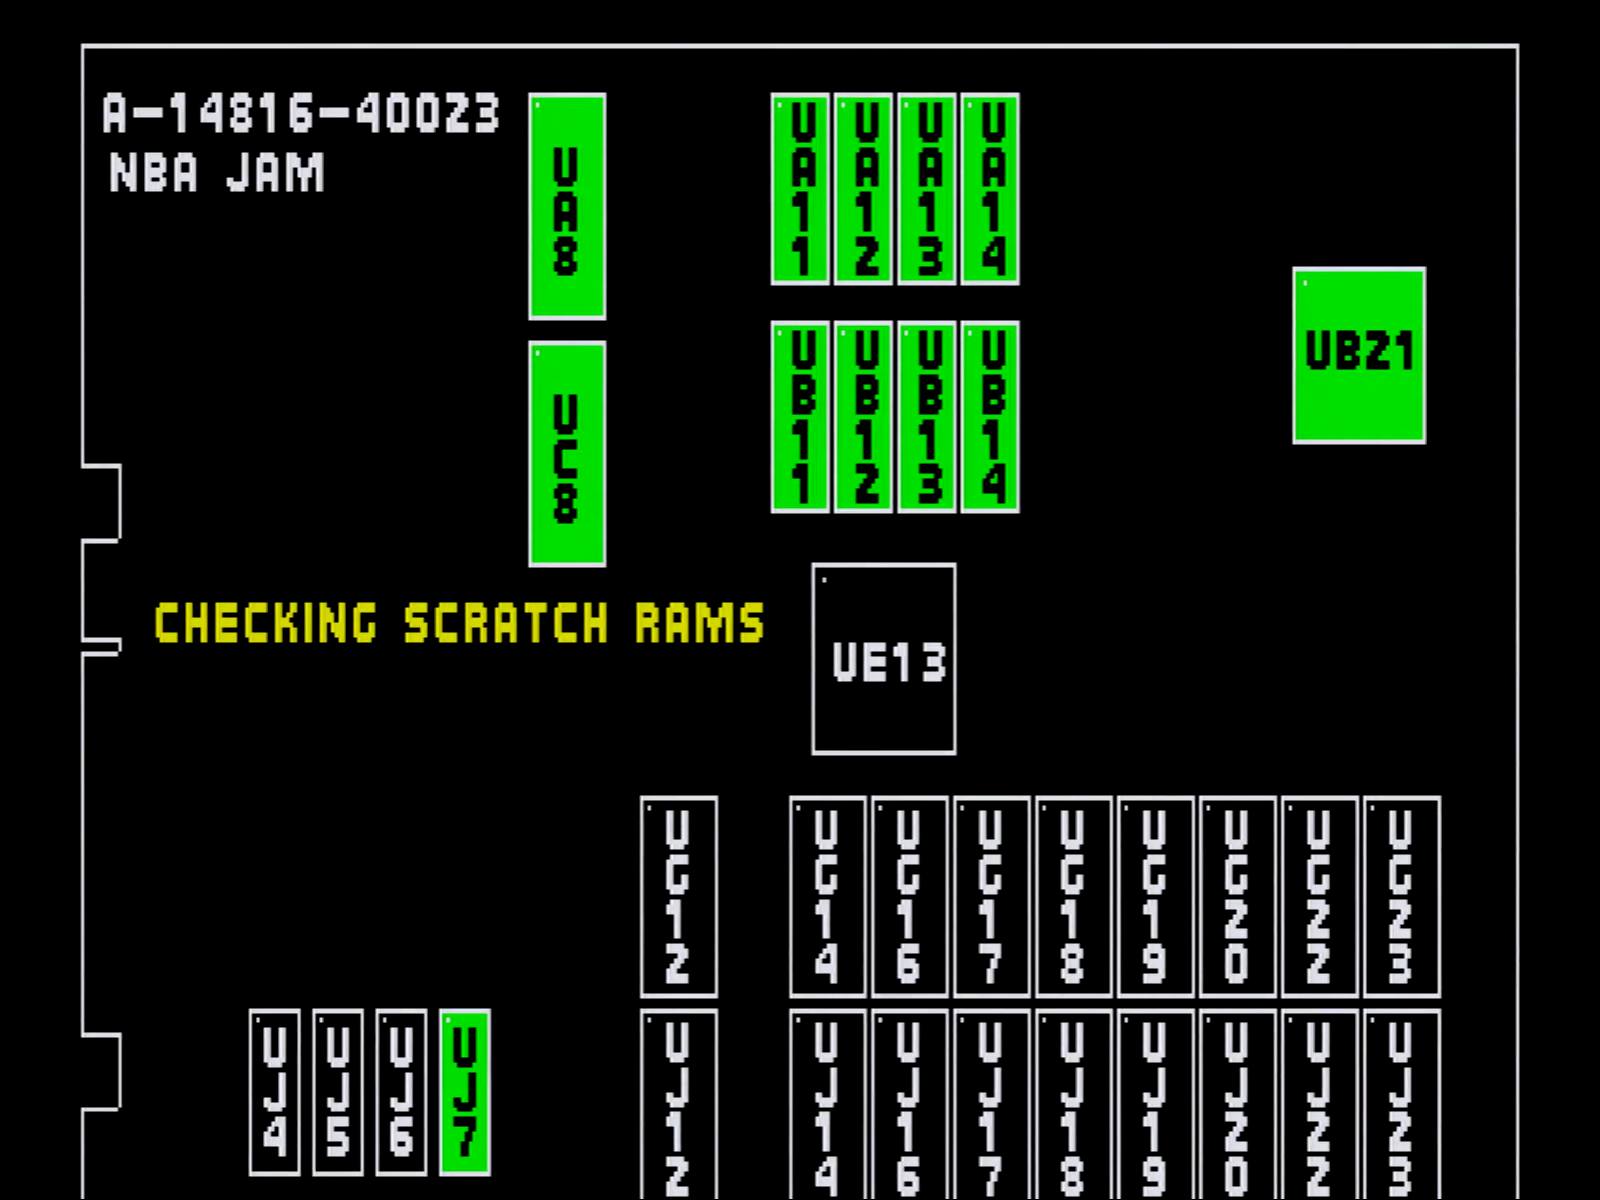 A-14816-40023
NBA JAM
UA8
UA11
UA12
UA13
UA14
UB21
UC8
UB11
UB12
UB13
UB14
CHECKING SCRATCH RAMS
UE13
UG12
UG14
UG16
UG17
UG18
UG19
UG20
UG22
UG23
UJ4
UJ5
UJ6
UJ7
UJ12
UJ14
UJ16
UJ17
UJ18
UJ19
UJ20
UJ22
UJ23